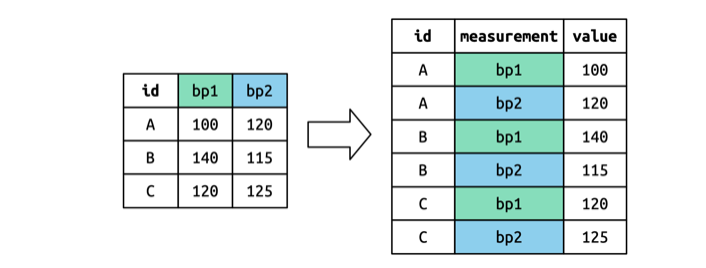 id bp1 bp2
A 100 120
B 140 115
C 120 125
id measurement value
A bp1 100
A bp2 120
B bp1 140
B bp2 115
C bp1 120
C bp2 125